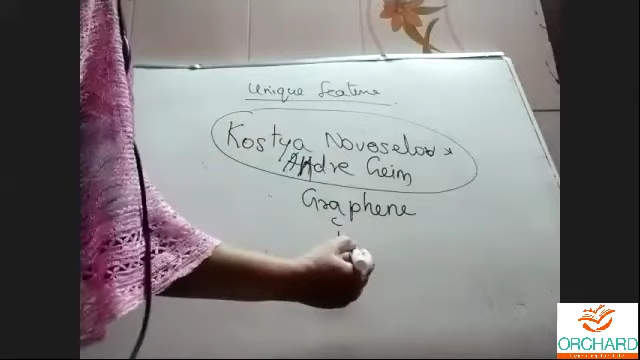 Unique feature
Kostya Novoselov
Andre Geim
Graphene
C
ORCHARD